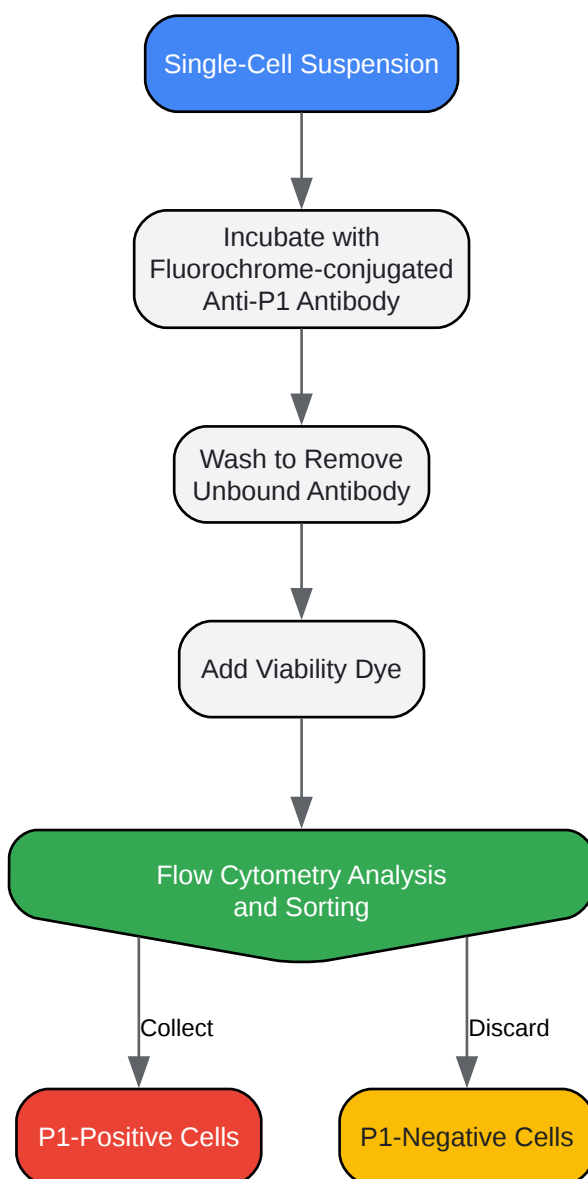 Single-Cell Suspension
Incubate with
Fluorochrome-conjugated
Anti-P1 Antibody
Wash to Remove
Unbound Antibody
Add Viability Dye
Flow Cytometry Analysis
and Sorting
Collect
Discard
P1-Positive Cells
P1-Negative Cells